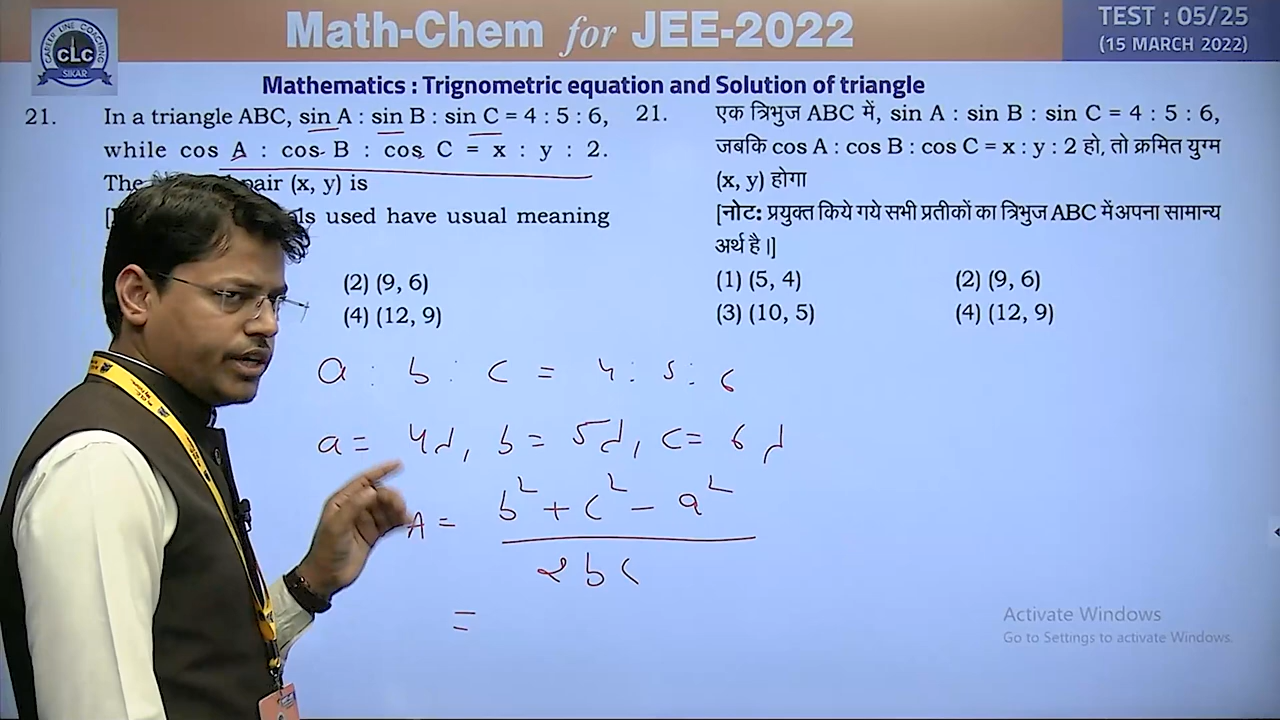 Math-Chem for JEE-2022
TEST : 05/25
(15 MARCH 2022)
CAREER LINE COACHING
CLC
SIKAR
Mathematics : Trignometric equation and Solution of triangle
21. In a triangle ABC, sin A : sin B : sin C = 4 : 5 : 6,
while cos A : cos B : cos C = x : y : 2.
The pair (x, y) is
used have usual meaning
(2) (9, 6)
(4) (12, 9)
21. एक त्रिभुज ABC में, sin A : sin B : sin C = 4 : 5 : 6,
जबकि cos A : cos B : cos C = x : y : 2 हो, तो क्रमित युग्म
(x, y) होगा
[नोट: प्रयुक्त किये गये सभी प्रतीकों का त्रिभुज ABC में अपना सामान्य
अर्थ है।]
(1) (5, 4) (2) (9, 6)
(3) (10, 5) (4) (12, 9)
a : b : c = 4 : 5 : 6
a = 4λ, b = 5λ, c = 6λ
A = b² + c² - a²
2bc
=
Activate Windows
Go to Settings to activate Windows.